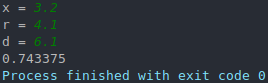 x = 3.2
r = 4.1
d = 6.1
0.743375
Process finished with exit code 0